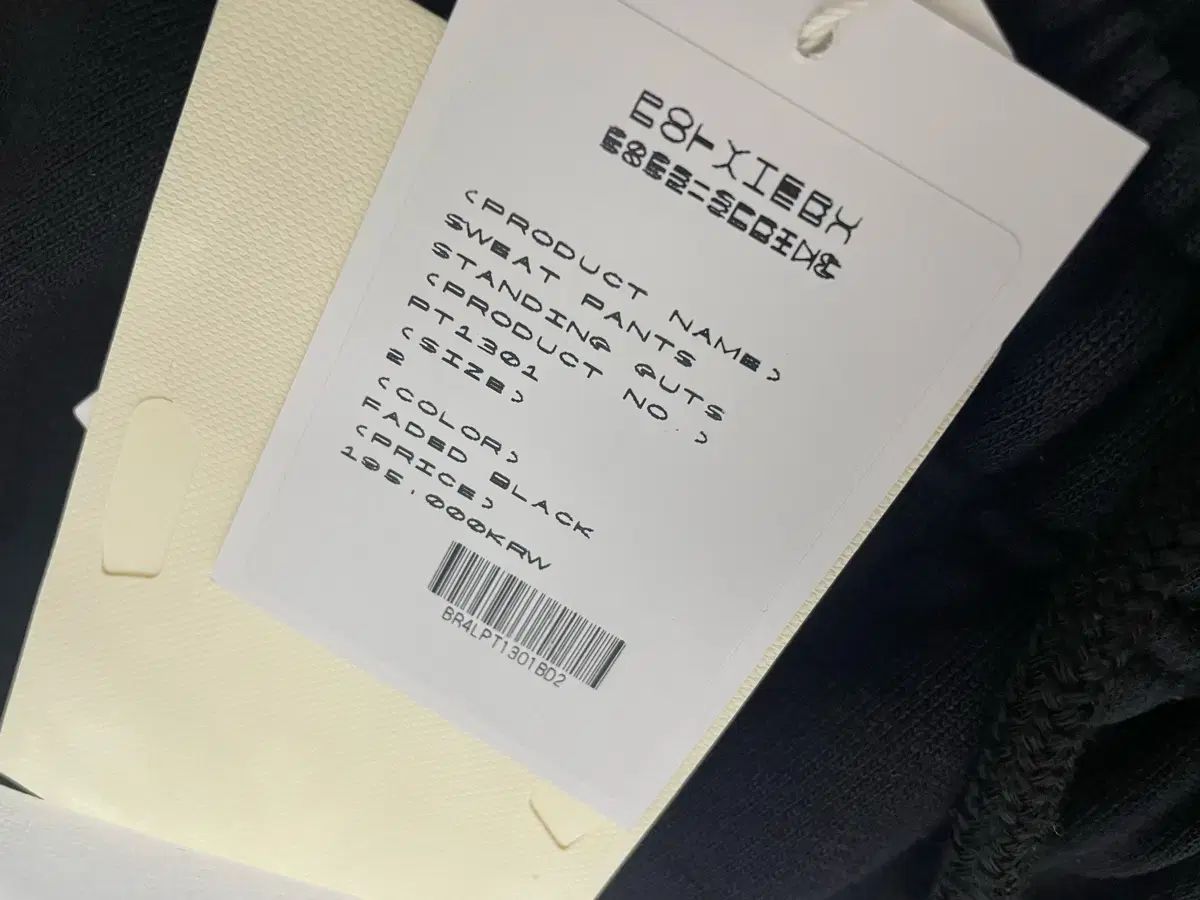 <PRODUCT NAME>
SWEAT PANTS
STANDING GUTS
<PRODUCT NO >
PT1301
<SIZE>
2
<COLOR>
FADED BLACK
<PRICE>
195.000KRW
BR4LPT1301BD2